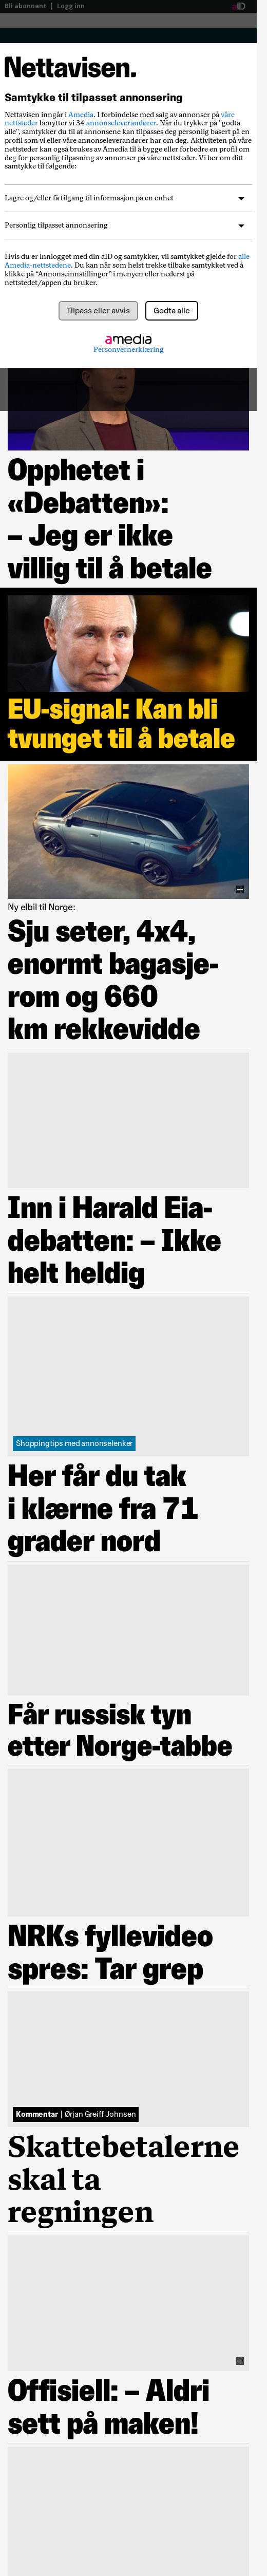 Bli abonnent | Logg inn
aID
Nettavisen.
Samtykke til tilpasset annonsering
Nettavisen inngår i Amedia. I forbindelse med salg av annonser på våre
nettsteder benytter vi 34 annonseleverandører. Når du trykker på "godta
alle", samtykker du til at annonsene kan tilpasses deg personlig basert på en
profil som vi eller våre annonseleverandører har om deg. Aktiviteten på våre
nettsteder kan også brukes av Amedia til å bygge eller forbedre en profil om
deg for personlig tilpasning av annonser på våre nettsteder. Vi ber om ditt
samtykke til følgende:
Lagre og/eller få tilgang til informasjon på en enhet
Personlig tilpasset annonsering
Hvis du er innlogget med din aID og samtykker, vil samtykket gjelde for alle
Amedia-nettstedene. Du kan når som helst trekke tilbake samtykket ved å
klikke på “Annonseinnstillinger” i menyen eller nederst på
nettstedet/appen du bruker.
Tilpass eller avvis
Godta alle
amedia
Personvernerklæring
Opphetet i
«Debatten»:
– Jeg er ikke
villig til å betale
EU-signal: Kan bli
tvunget til å betale
Ny elbil til Norge:
Sju seter, 4x4,
enormt bagasje-
rom og 660
km rekkevidde
Inn i Harald Eia-
debatten: – Ikke
helt heldig
Shoppingtips med annonselenker
Her får du tak
i klærne fra 71
grader nord
Får russisk tyn
etter Norge-tabbe
NRKs fyllevideo
spres: Tar grep
Kommentar | Ørjan Greiff Johnsen
Skattebetalerne
skal ta
regningen
Offisiell: – Aldri
sett på maken!